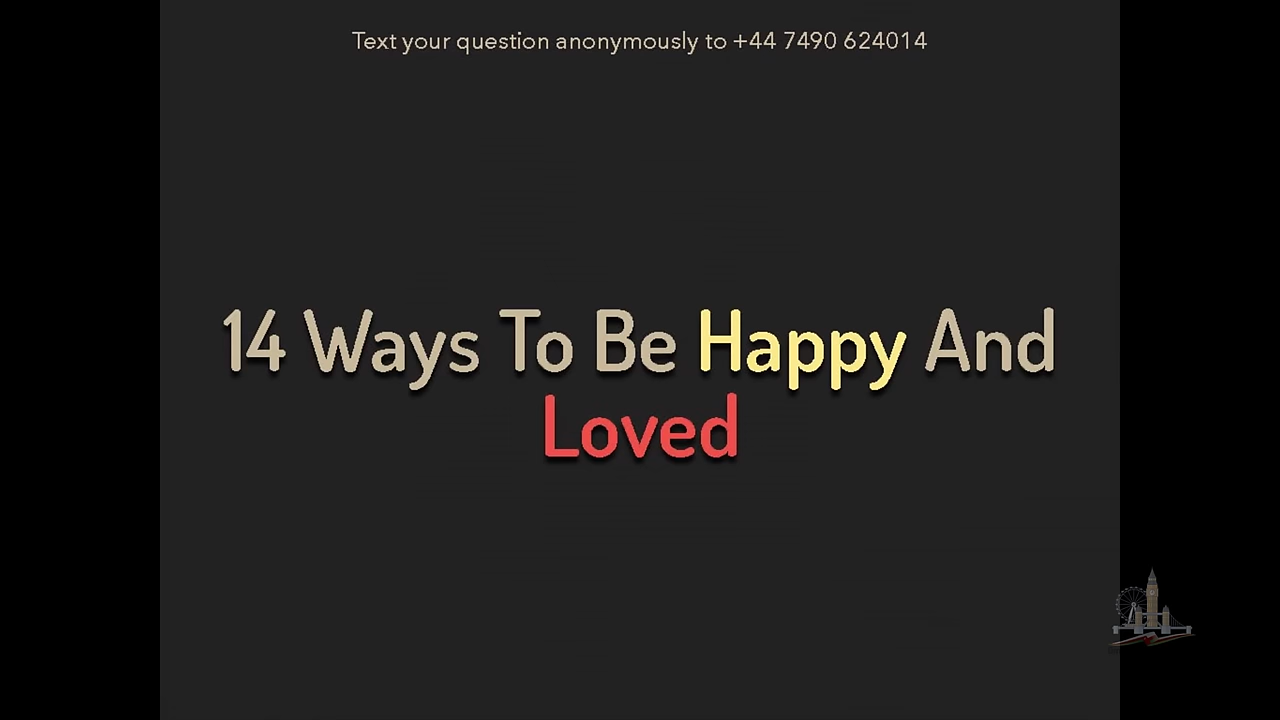 Text your question anonymously to +44 7490 624014
14 Ways To Be Happy And
Loved